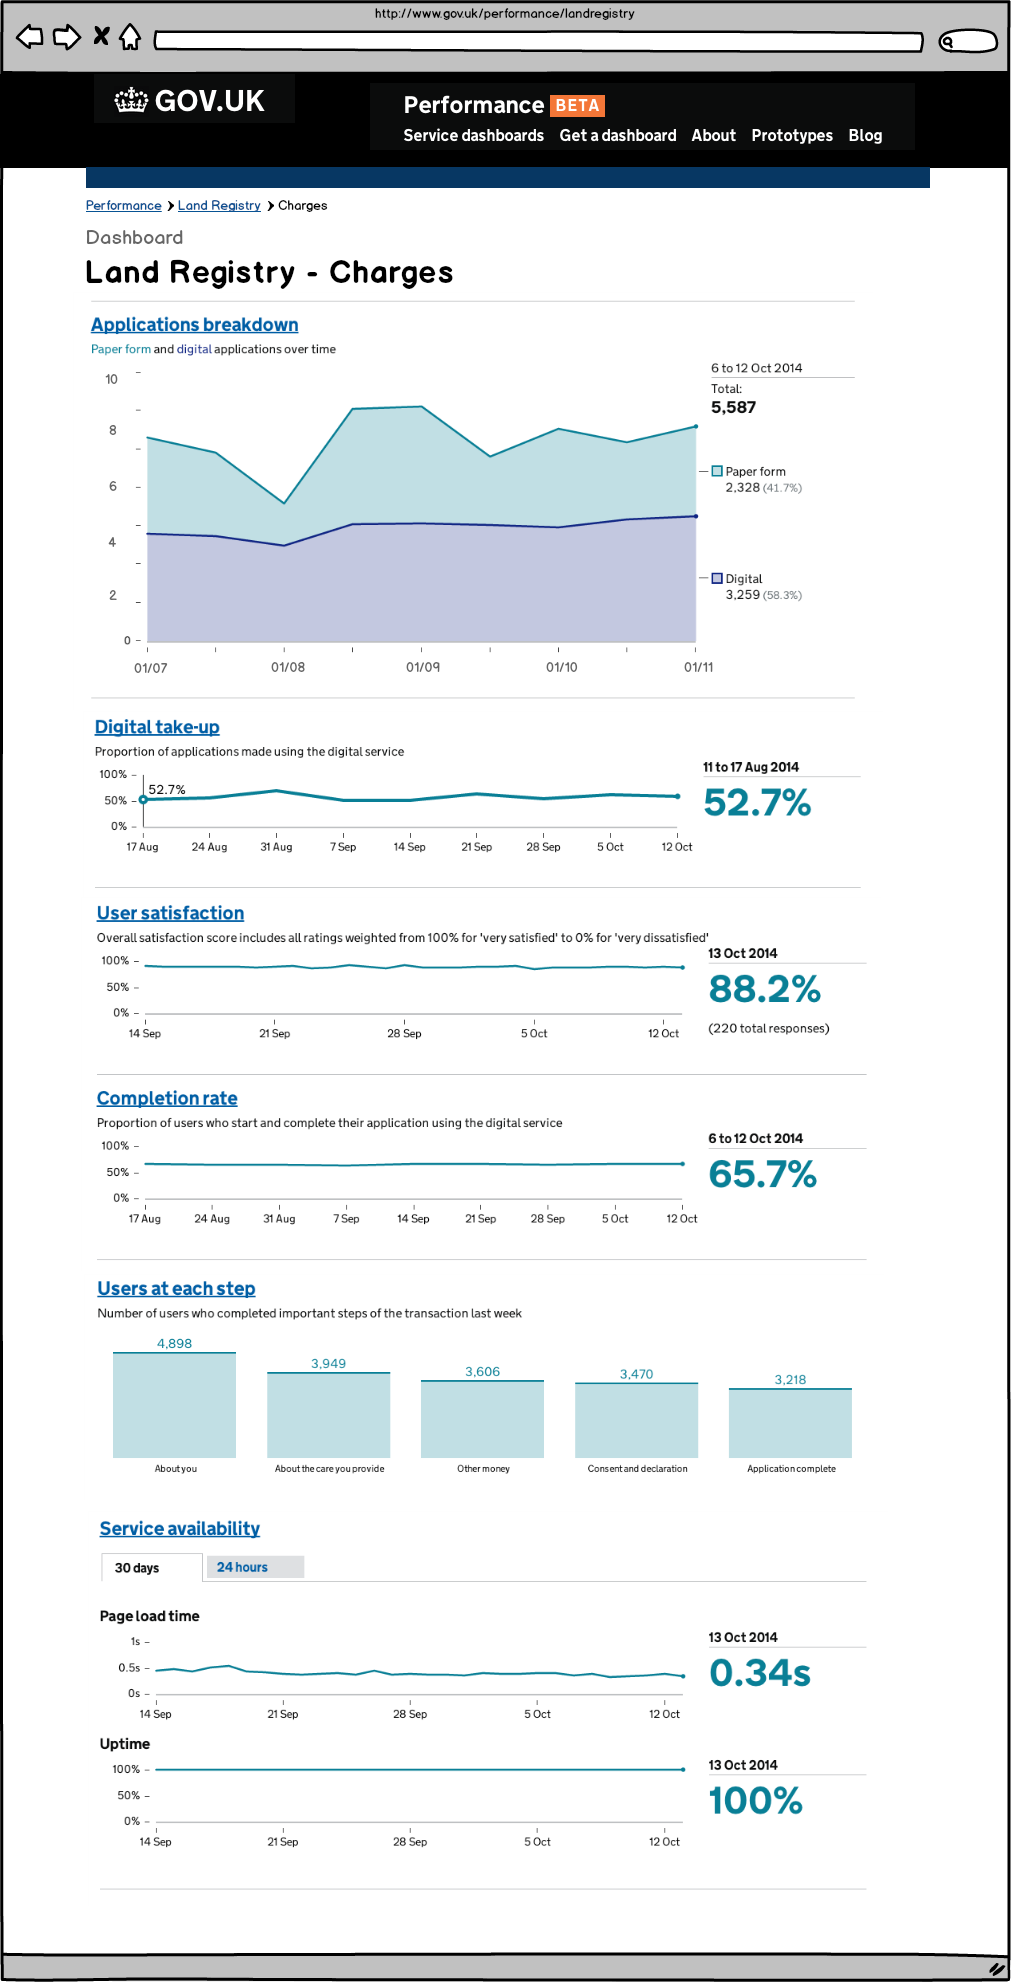 http://www.gov.uk/performance/landregistry
GOV.UK
Performance BETA
Service dashboards Get a dashboard About Prototypes Blog
Performance Land Registry Charges
Dashboard
Land Registry - Charges
Applications breakdown
Paper form and digital applications over time
10
8
6
4
2
0
01/07 01/08 01/09 01/10 01/11
6 to 12 Oct 2014
Total:
5,587
Paper form
2,328 (41.7%)
Digital
3,259 (58.3%)
Digital take-up
Proportion of applications made using the digital service
100%
50%
0%
52.7%
17 Aug 24 Aug 31 Aug 7 Sep 14 Sep 21 Sep 28 Sep 5 Oct 12 Oct
11 to 17 Aug 2014
52.7%
User satisfaction
Overall satisfaction score includes all ratings weighted from 100% for 'very satisfied' to 0% for 'very dissatisfied'
100%
50%
0%
14 Sep 21 Sep 28 Sep 5 Oct 12 Oct
13 Oct 2014
88.2%
(220 total responses)
Completion rate
Proportion of users who start and complete their application using the digital service
100%
50%
0%
17 Aug 24 Aug 31 Aug 7 Sep 14 Sep 21 Sep 28 Sep 5 Oct 12 Oct
6 to 12 Oct 2014
65.7%
Users at each step
Number of users who completed important steps of the transaction last week
4,898 3,949 3,606 3,470 3,218
About you About the care you provide Other money Consent and declaration Application complete
Service availability
30 days 24 hours
Page load time
1s
0.5s
0s
14 Sep 21 Sep 28 Sep 5 Oct 12 Oct
13 Oct 2014
0.34s
Uptime
100%
50%
0%
14 Sep 21 Sep 28 Sep 5 Oct 12 Oct
13 Oct 2014
100%